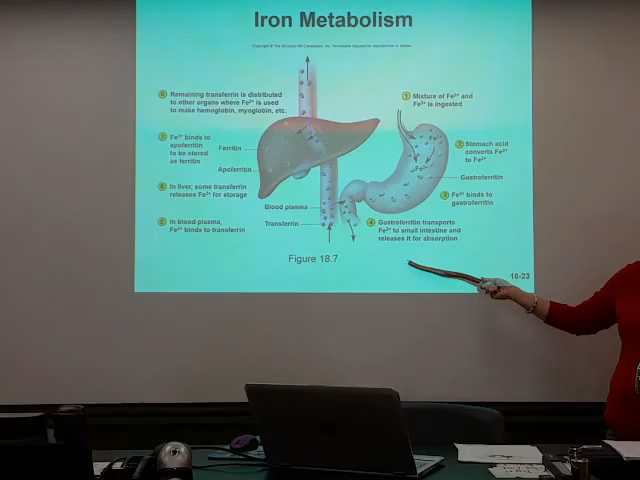 Iron Metabolism
Copyright © The McGraw-Hill Companies, Inc. Permission required for reproduction or display.
8 Remaining transferrin is distributed
to other organs where Fe²⁺ is used
to make hemoglobin, myoglobin, etc.
1 Mixture of Fe²⁺ and
Fe³⁺ is ingested
7 Fe²⁺ binds to
apoferritin
to be stored
as ferritin
Ferritin
Apoferritin
2 Stomach acid
converts Fe³⁺
to Fe²⁺
Fe²⁺
Gastroferritin
6 In liver, some transferrin
releases Fe²⁺ for storage
3 Fe²⁺ binds to
gastroferritin
Blood plasma
5 In blood plasma,
Fe²⁺ binds to transferrin
Transferrin
4 Gastroferritin transports
Fe²⁺ to small intestine and
releases it for absorption
Figure 18.7
18-23